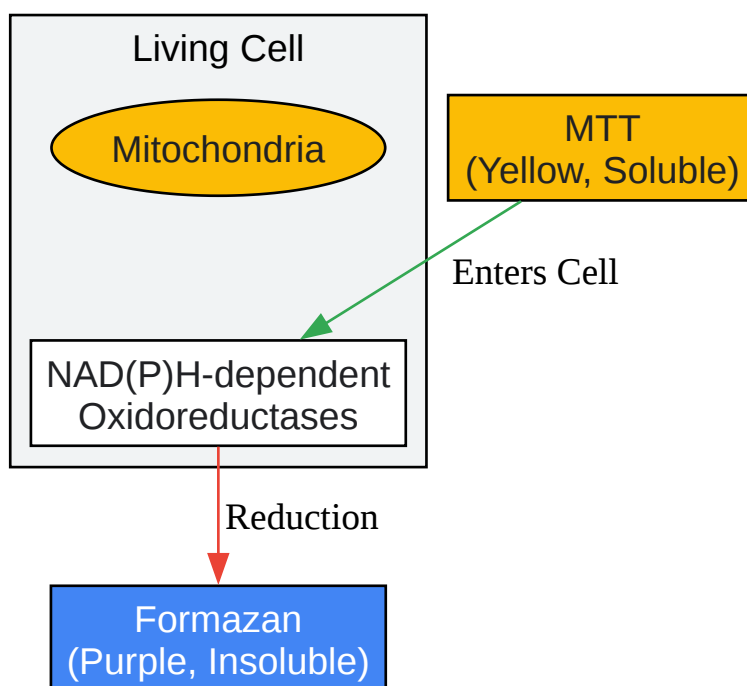 Living Cell
Mitochondria
MTT
(Yellow, Soluble)
Enters Cell
NAD(P)H-dependent
Oxidoreductases
Reduction
Formazan
(Purple, Insoluble)